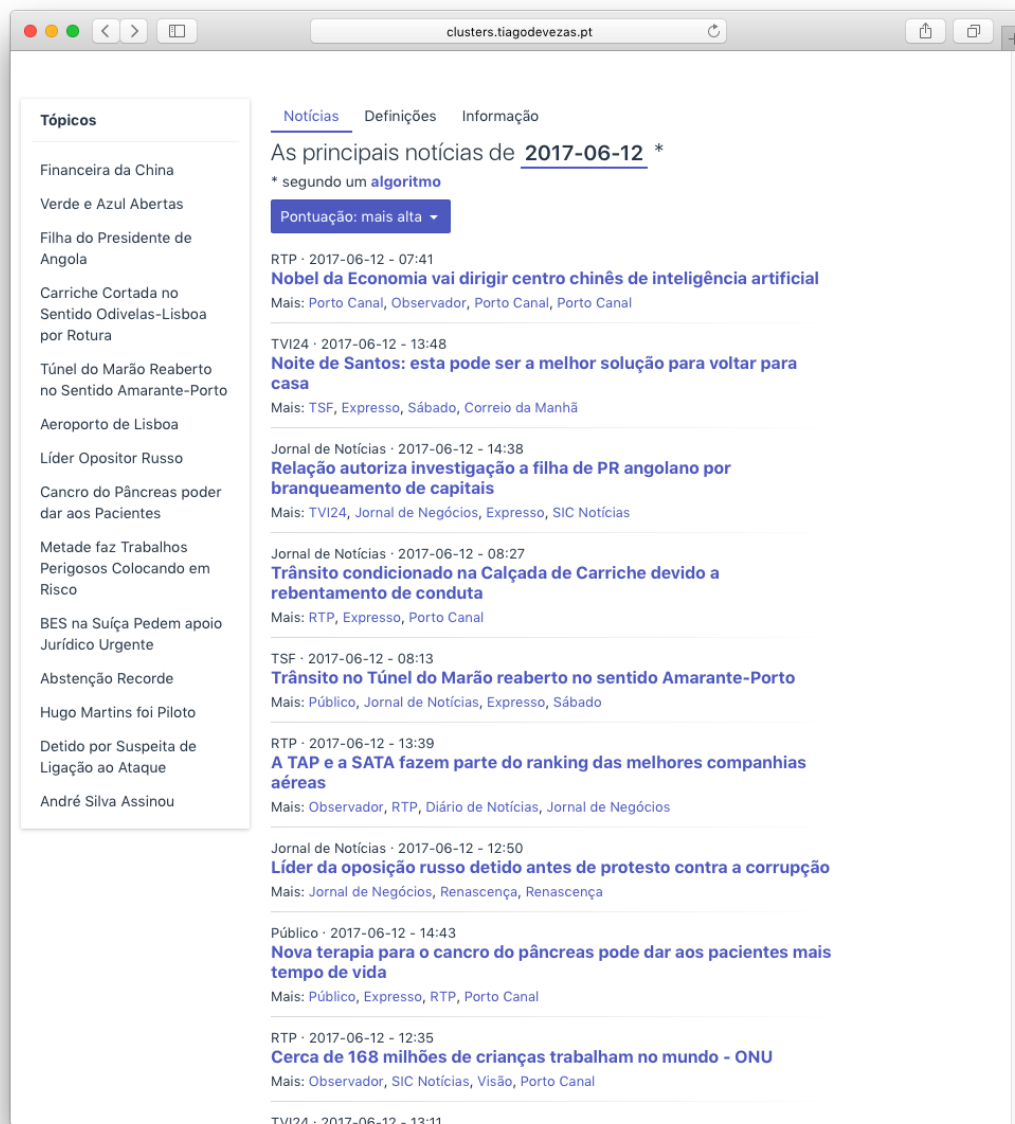 clusters.tiagodevezas.pt
Tópicos
Financeira da China
Verde e Azul Abertas
Filha do Presidente de
Angola
Carriche Cortada no
Sentido Odivelas-Lisboa
por Rotura
Túnel do Marão Reaberto
no Sentido Amarante-Porto
Aeroporto de Lisboa
Líder Opositor Russo
Cancro do Pâncreas poder
dar aos Pacientes
Metade faz Trabalhos
Perigosos Colocando em
Risco
BES na Suíça Pedem apoio
Jurídico Urgente
Abstenção Recorde
Hugo Martins foi Piloto
Detido por Suspeita de
Ligação ao Ataque
André Silva Assinou
Notícias Definições Informação
As principais notícias de 2017-06-12 *
* segundo um algoritmo
Pontuação: mais alta
RTP · 2017-06-12 - 07:41
Nobel da Economia vai dirigir centro chinês de inteligência artificial
Mais: Porto Canal, Observador, Porto Canal, Porto Canal
TVI24 · 2017-06-12 - 13:48
Noite de Santos: esta pode ser a melhor solução para voltar para
casa
Mais: TSF, Expresso, Sábado, Correio da Manhã
Jornal de Notícias · 2017-06-12 - 14:38
Relação autoriza investigação a filha de PR angolano por
branqueamento de capitais
Mais: TVI24, Jornal de Negócios, Expresso, SIC Notícias
Jornal de Notícias · 2017-06-12 - 08:27
Trânsito condicionado na Calçada de Carriche devido a
rebentamento de conduta
Mais: RTP, Expresso, Porto Canal
TSF · 2017-06-12 - 08:13
Trânsito no Túnel do Marão reaberto no sentido Amarante-Porto
Mais: Público, Jornal de Notícias, Expresso, Sábado
RTP · 2017-06-12 - 13:39
A TAP e a SATA fazem parte do ranking das melhores companhias
aéreas
Mais: Observador, RTP, Diário de Notícias, Jornal de Negócios
Jornal de Notícias · 2017-06-12 - 12:50
Líder da oposição russo detido antes de protesto contra a corrupção
Mais: Jornal de Negócios, Renascença, Renascença
Público · 2017-06-12 - 14:43
Nova terapia para o cancro do pâncreas pode dar aos pacientes mais
tempo de vida
Mais: Público, Expresso, RTP, Porto Canal
RTP · 2017-06-12 - 12:35
Cerca de 168 milhões de crianças trabalham no mundo - ONU
Mais: Observador, SIC Notícias, Visão, Porto Canal
TVI24 · 2017-06-12 - 13:11